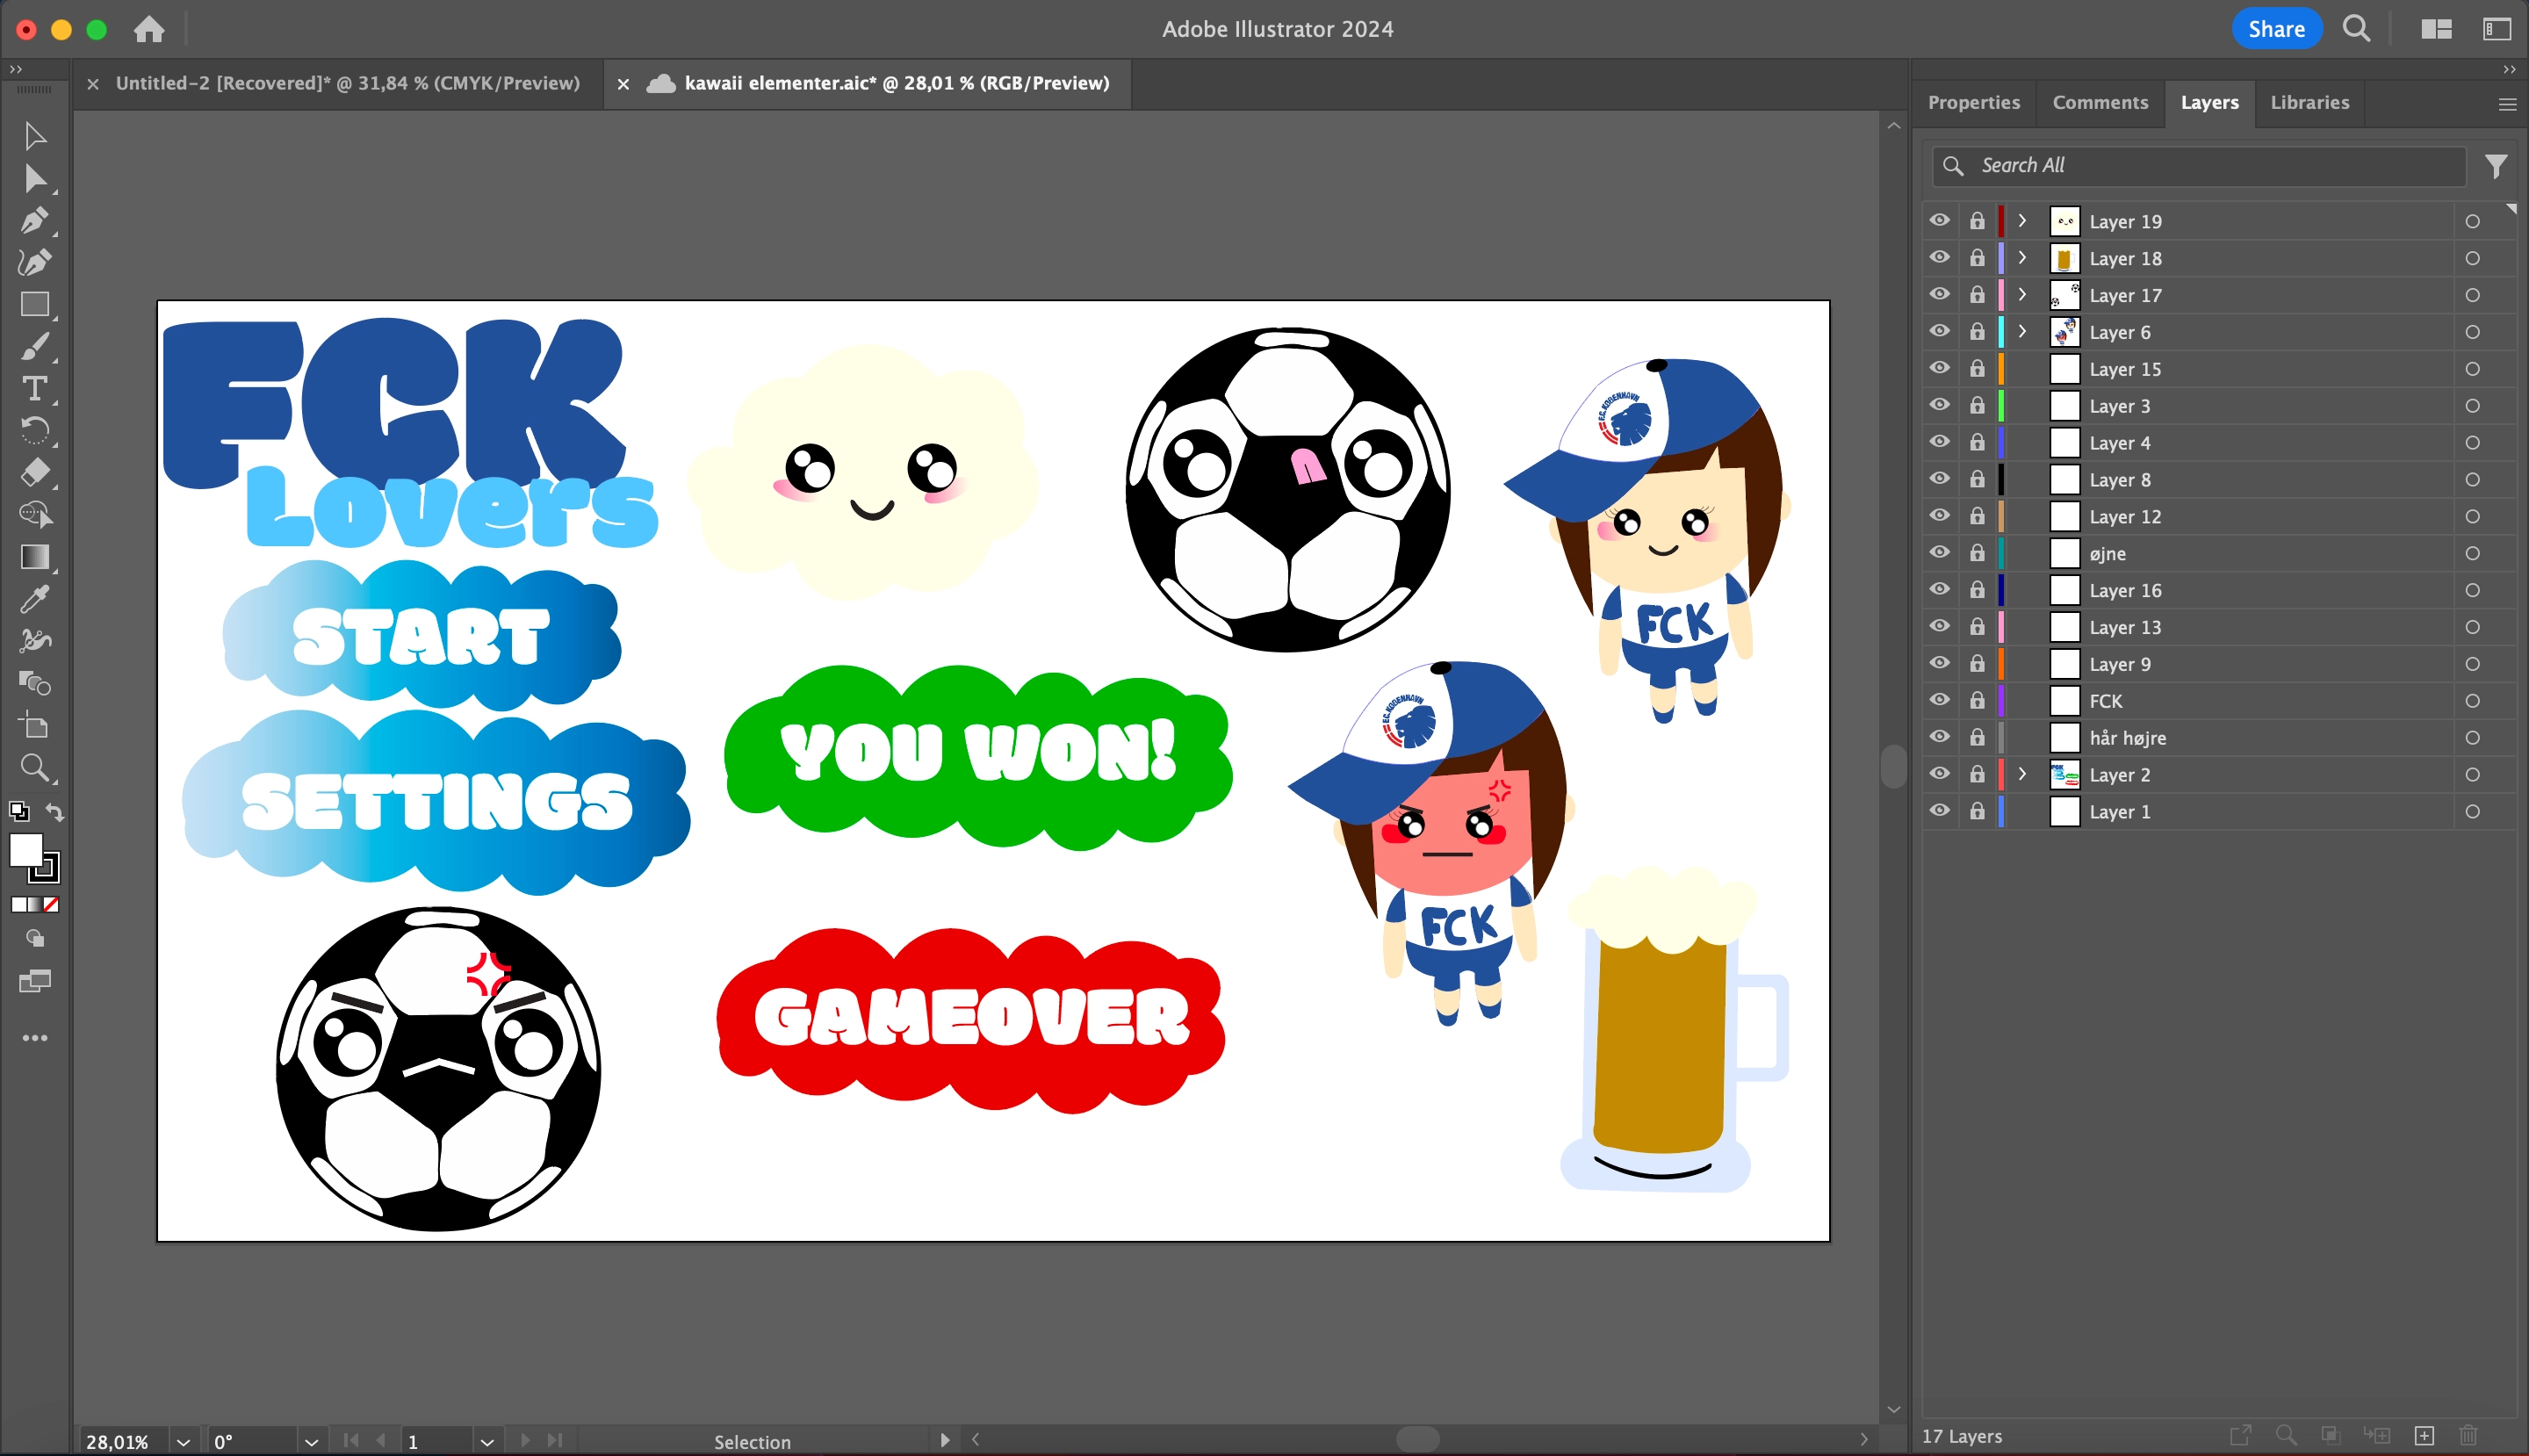 Adobe Illustrator 2024
Share
Untitled-2 [Recovered]* @ 31,84 % (CMYK/Preview)
kawaii elementer.aic* @ 28,01 % (RGB/Preview)
Properties
Comments
Layers
Libraries
Search All
Layer 19
Layer 18
Layer 17
Layer 6
Layer 15
Layer 3
Layer 4
Layer 8
Layer 12
øjne
Layer 16
Layer 13
Layer 9
FCK
hår højre
Layer 2
Layer 1
17 Layers
FCK
Lovers
START
SETTINGS
YOU WON!
GAMEOVER
F.C. KØBENHAVN
FCK
F.C. KØBENHAVN
FCK
28,01%
0°
1
Selection